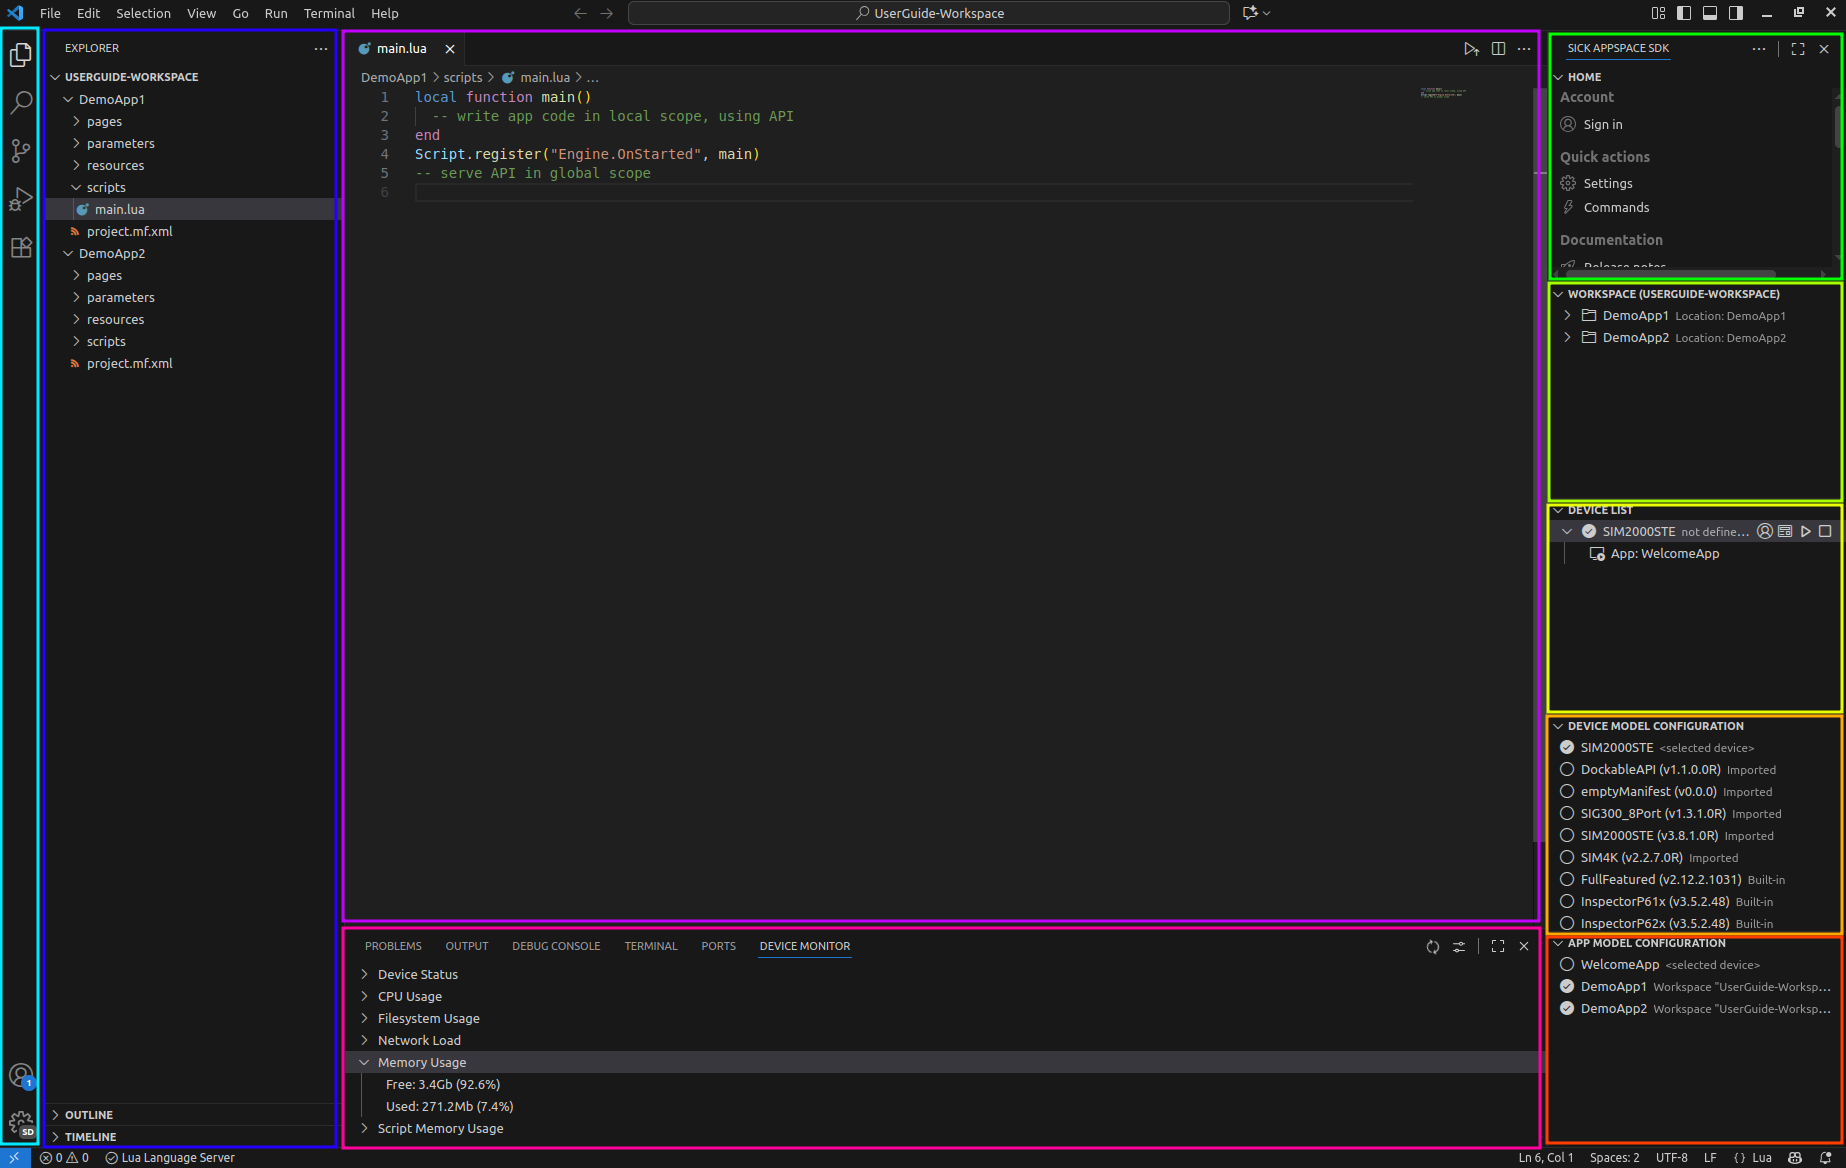 File Edit Selection View Go Run Terminal Help
UserGuide-Workspace
EXPLORER
USERGUIDE-WORKSPACE
DemoApp1
pages
parameters
resources
scripts
main.lua
project.mf.xml
DemoApp2
pages
parameters
resources
scripts
project.mf.xml
OUTLINE
TIMELINE
1
SD
main.lua
DemoApp1 scripts main.lua ...
1 local function main()
2 -- write app code in local scope, using API
3 end
4 Script.register("Engine.OnStarted", main)
5 -- serve API in global scope
6
PROBLEMS OUTPUT DEBUG CONSOLE TERMINAL PORTS DEVICE MONITOR
Device Status
CPU Usage
Filesystem Usage
Network Load
Memory Usage
Free: 3.4Gb (92.6%)
Used: 271.2Mb (7.4%)
Script Memory Usage
SICK APPSPACE SDK
HOME
Account
Sign in
Quick actions
Settings
Commands
Documentation
Release notes
WORKSPACE (USERGUIDE-WORKSPACE)
DemoApp1 Location: DemoApp1
DemoApp2 Location: DemoApp2
DEVICE LIST
SIM2000STE not define...
App: WelcomeApp
DEVICE MODEL CONFIGURATION
SIM2000STE <selected device>
DockableAPI (v1.1.0.0R) Imported
emptyManifest (v0.0.0) Imported
SIG300_8Port (v1.3.1.0R) Imported
SIM2000STE (v3.8.1.0R) Imported
SIM4K (v2.2.7.0R) Imported
FullFeatured (v2.12.2.1031) Built-in
InspectorP61x (v3.5.2.48) Built-in
InspectorP62x (v3.5.2.48) Built-in
APP MODEL CONFIGURATION
WelcomeApp <selected device>
DemoApp1 Workspace "UserGuide-Worksp...
DemoApp2 Workspace "UserGuide-Worksp...
0 0 Lua Language Server
Ln 6, Col 1 Spaces: 2 UTF-8 LF {} Lua